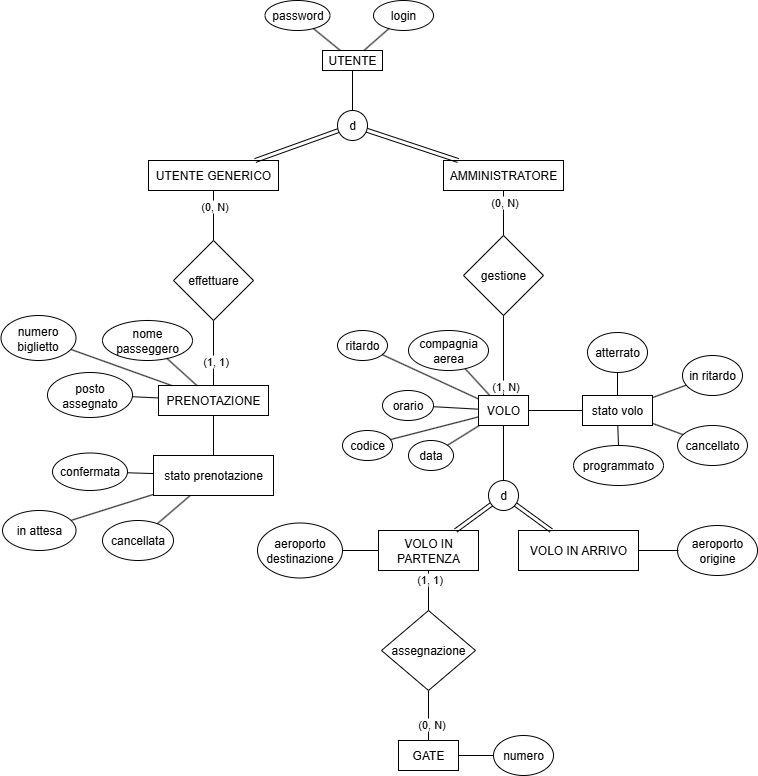 password
login
UTENTE
d
UTENTE GENERICO
AMMINISTRATORE
(0, N)
(0, N)
effettuare
gestione
numero
biglietto
nome
passeggero
(1, 1)
ritardo
compagnia
aerea
atterrato
in ritardo
posto
assegnato
PRENOTAZIONE
(1, N)
orario
VOLO
stato volo
codice
data
cancellato
programmato
confermata
stato prenotazione
in attesa
cancellata
d
aeroporto
destinazione
VOLO IN
PARTENZA
VOLO IN ARRIVO
aeroporto
origine
(1, 1)
assegnazione
(0, N)
GATE
numero